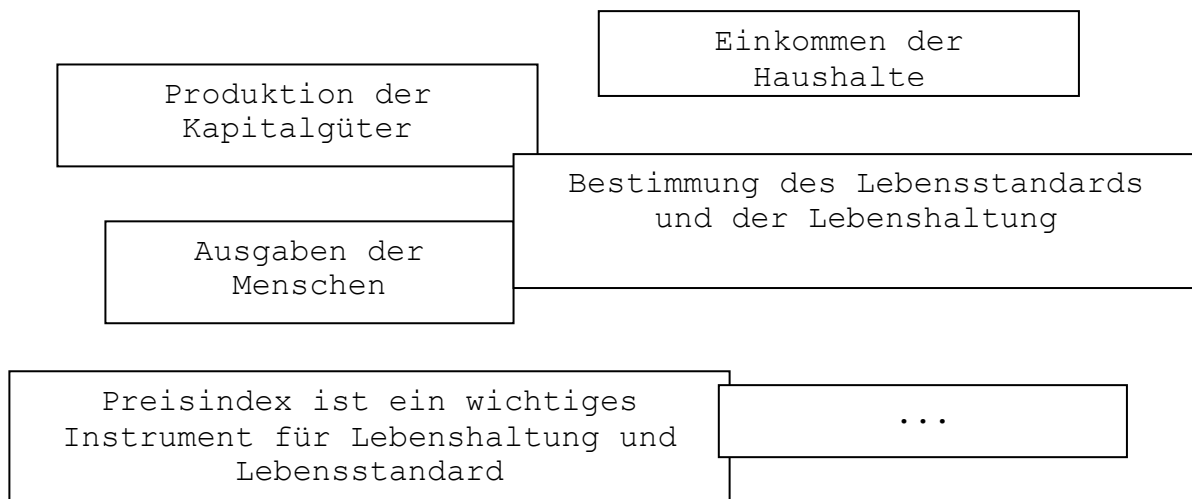 Einkommen der
Haushalte
Produktion der
Kapitalgüter
Bestimmung des Lebensstandards
und der Lebenshaltung
Ausgaben der
Menschen
Preisindex ist ein wichtiges
Instrument für Lebenshaltung und
Lebensstandard
...